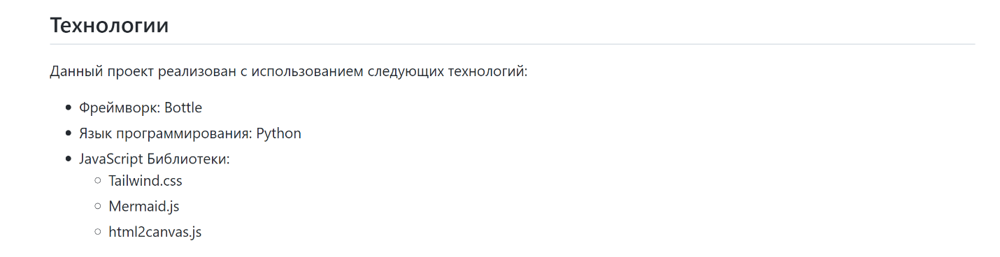 Технологии
Данный проект реализован с использованием следующих технологий:
Фреймворк: Bottle
Язык программирования: Python
JavaScript Библиотеки:
Tailwind.css
Mermaid.js
html2canvas.js